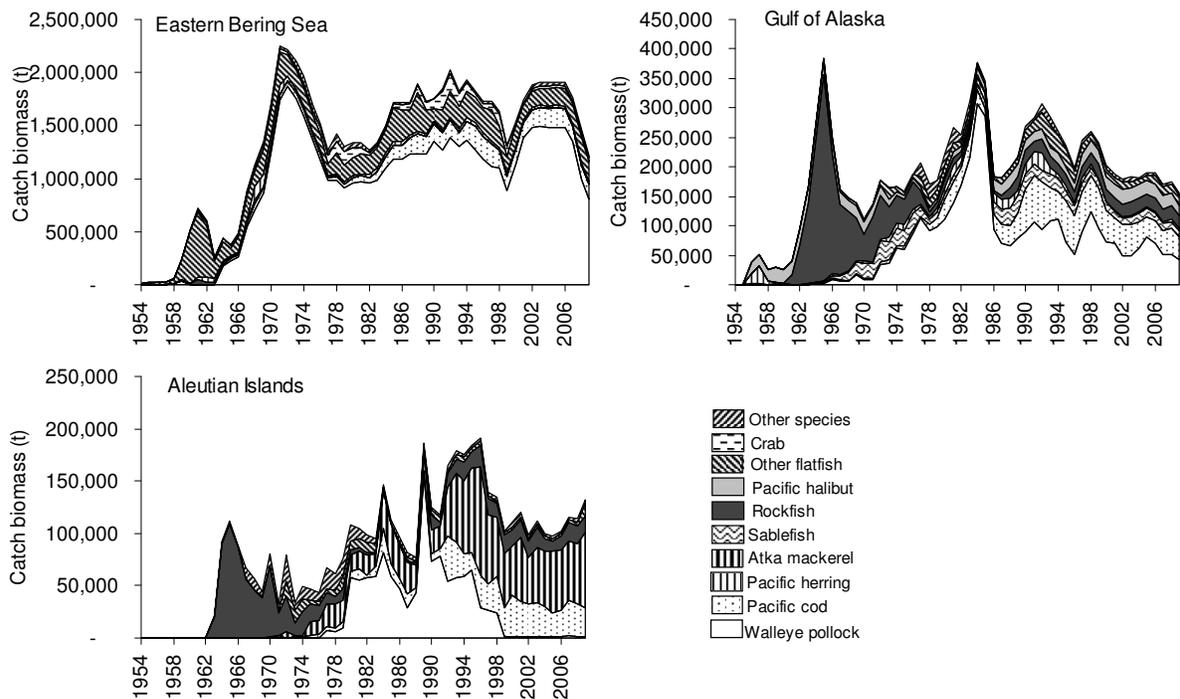 Eastern Bering Sea
Catch biomass (t)
2,500,000
2,000,000
1,500,000
1,000,000
500,000
-
1954 1958 1962 1966 1970 1974 1978 1982 1986 1990 1994 1998 2002 2006
Gulf of Alaska
Catch biomass(t)
450,000
400,000
350,000
300,000
250,000
200,000
150,000
100,000
50,000
-
1954 1958 1962 1966 1970 1974 1978 1982 1986 1990 1994 1998 2002 2006
Aleutian Islands
Catch biomass (t)
250,000
200,000
150,000
100,000
50,000
-
1954 1958 1962 1966 1970 1974 1978 1982 1986 1990 1994 1998 2002 2006
Other species
Crab
Other flatfish
Pacific halibut
Rockfish
Sablefish
Atka mackerel
Pacific herring
Pacific cod
Walleye pollock